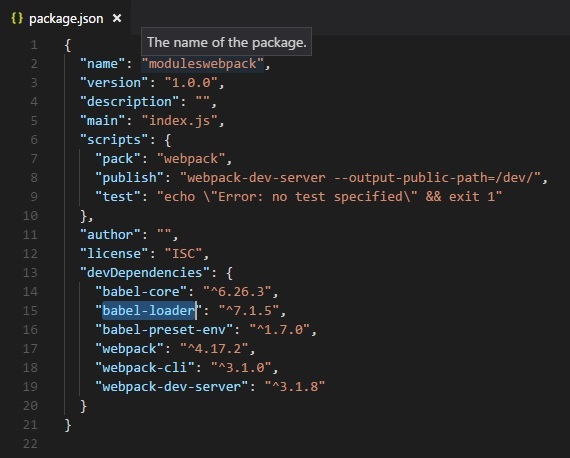 {} package.json ×
The name of the package.
1 {
2 "name": "moduleswebpack",
3 "version": "1.0.0",
4 "description": "",
5 "main": "index.js",
6 "scripts": {
7 "pack": "webpack",
8 "publish": "webpack-dev-server --output-public-path=/dev/",
9 "test": "echo \"Error: no test specified\" && exit 1"
10 },
11 "author": "",
12 "license": "ISC",
13 "devDependencies": {
14 "babel-core": "^6.26.3",
15 "babel-loader": "^7.1.5",
16 "babel-preset-env": "^1.7.0",
17 "webpack": "^4.17.2",
18 "webpack-cli": "^3.1.0",
19 "webpack-dev-server": "^3.1.8"
20 }
21 }
22